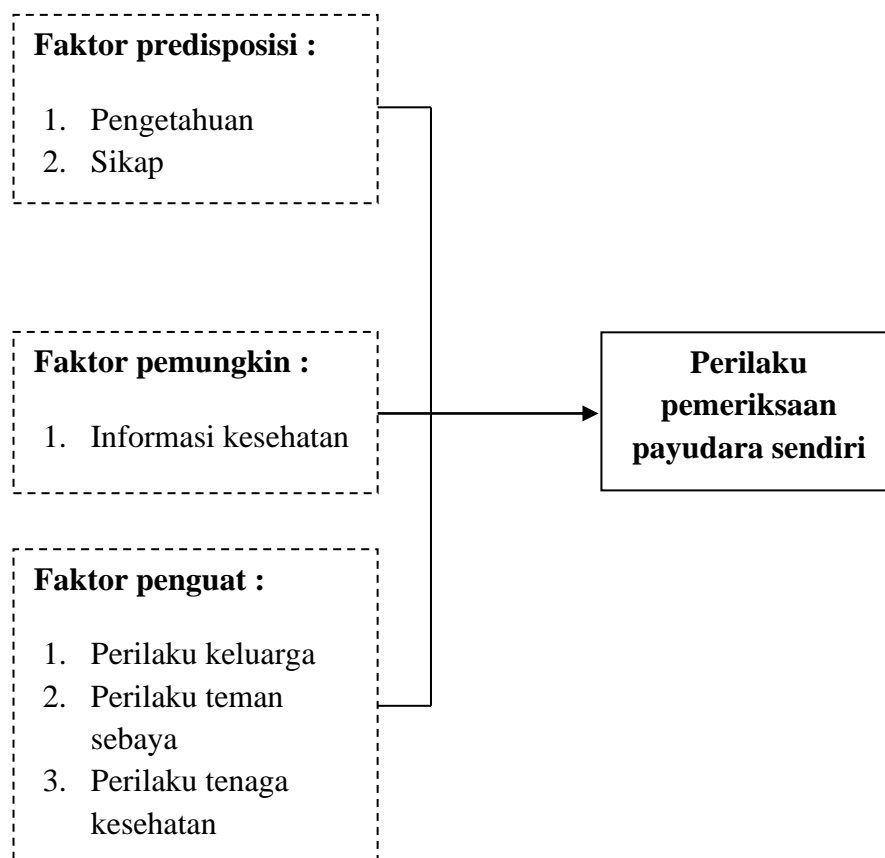 Faktor predisposisi :
1. Pengetahuan
2. Sikap
Faktor pemungkin :
1. Informasi kesehatan
Perilaku
pemeriksaan
payudara sendiri
Faktor penguat :
1. Perilaku keluarga
2. Perilaku teman
sebaya
3. Perilaku tenaga
kesehatan